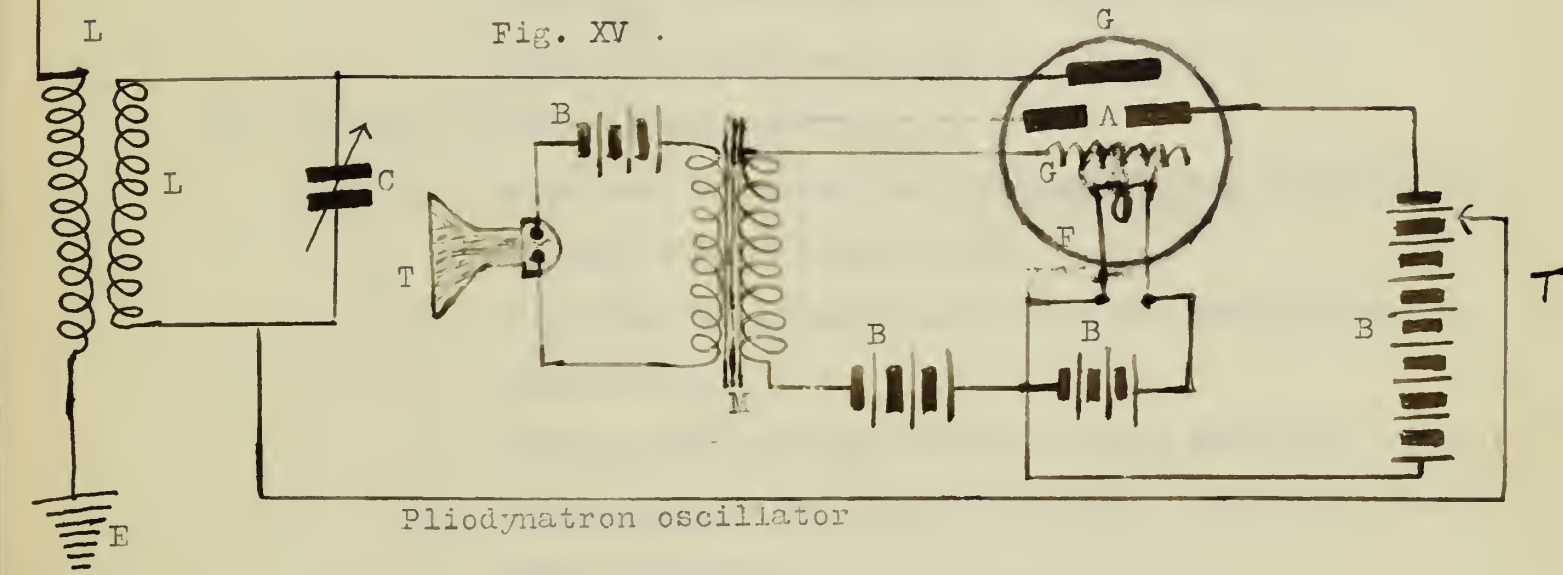 G
L
Fig. XV .
B
A
L
C
G
F
T
T
B
B
B
M
Pliodynatron oscillator
E